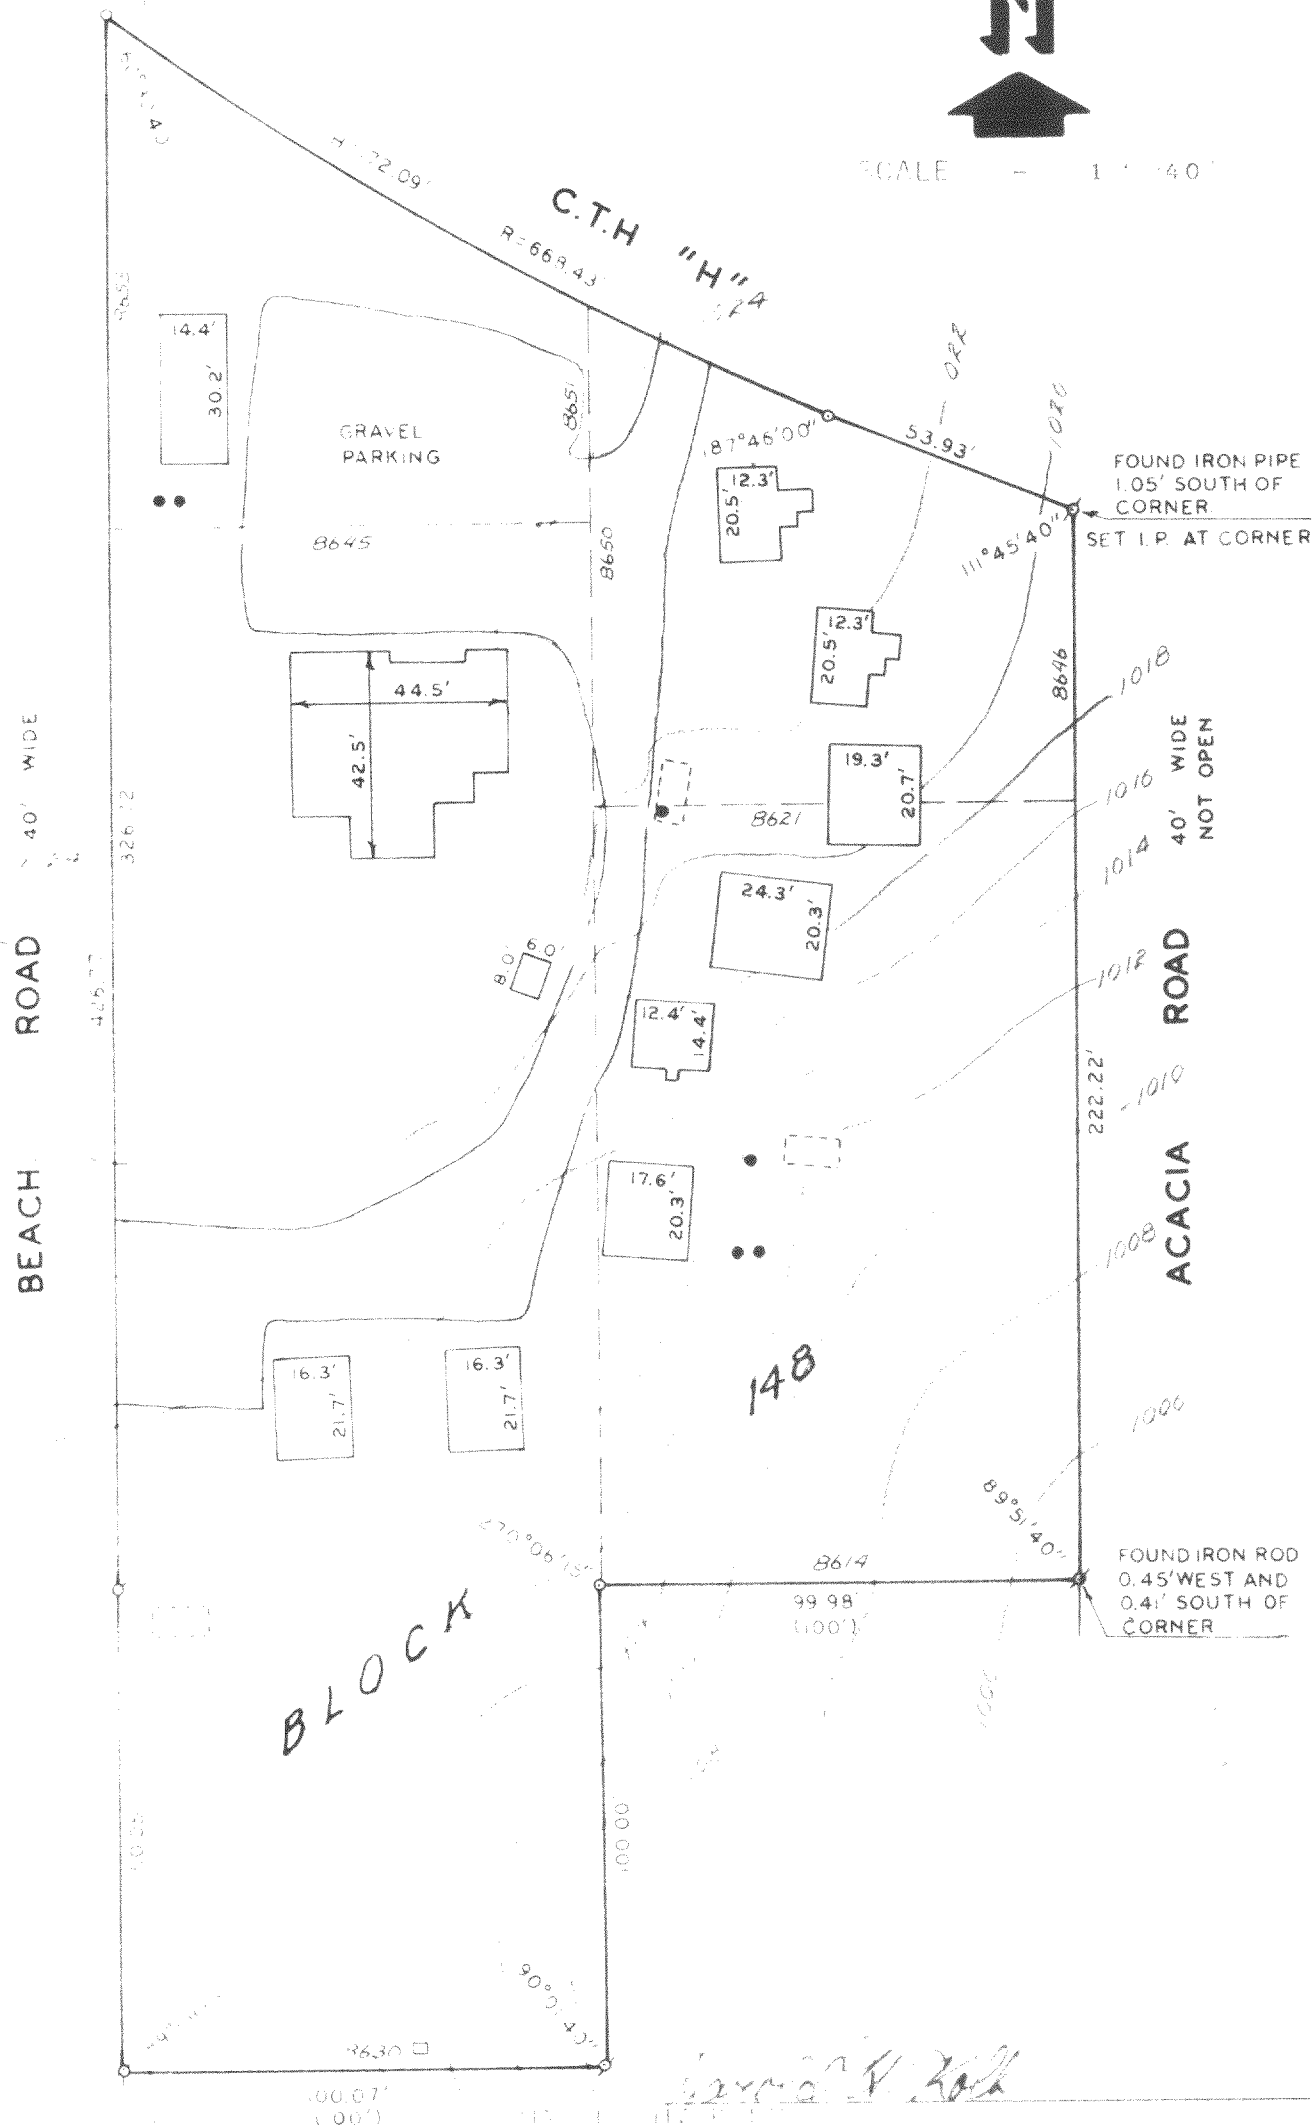 N
SCALE - 1" 40'
C.T.H "H"
R=668.43'
1024
1022
1020
187°46'00"
53.93'
FOUND IRON PIPE
1.05' SOUTH OF
CORNER
SET I.P. AT CORNER
111°45'40"
14.4'
30.2'
GRAVEL
PARKING
8651
8645
8650
12.3'
20.5'
12.3'
20.5'
8646
1018
1016
1014
1012
1010
1008
1006
40' WIDE
NOT OPEN
ACACIA ROAD
222.22'
44.5'
42.5'
19.3'
20.7'
8621
24.3'
20.3'
6.0'
8.0'
12.4'
14.4'
17.6'
20.3'
40' WIDE
BEACH ROAD
16.3'
21.7'
16.3'
21.7'
BLOCK 148
89°51'40"
8614
99.98'
(100')
FOUND IRON ROD
0.45' WEST AND
0.41' SOUTH OF
CORNER
100.00
8630